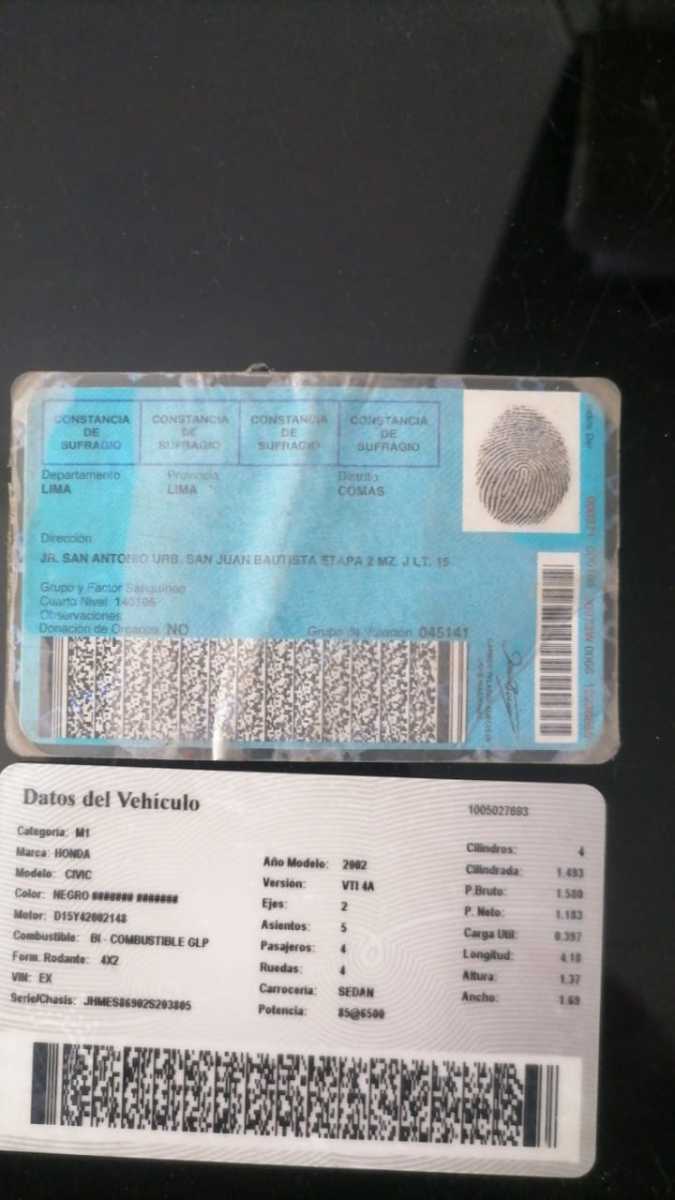 CONSTANCIA DE SUFRAGIO CONSTANCIA DE SUFRAGIO CONSTANCIA DE SUFRAGIO CONSTANCIA DE SUFRAGIO
Departamento Provincia Distrito
LIMA LIMA COMAS
Dirección
JR. SAN ANTONIO URB. SAN JUAN BAUTISTA ETAPA 2 MZ. J LT. 15
Grupo y Factor Sanguíneo
Cuarto Nivel 140106
Observaciones
Donación de Organos NO Grupo de Votación 045141
Datos del Vehículo 1005027693
Categoría: M1
Marca: HONDA
Modelo: CIVIC
Color: NEGRO ####### #######
Motor: D15Y42002148
Combustible: BI - COMBUSTIBLE GLP
Form. Rodante: 4X2
VIN: EX
Serie/Chasis: JHMES86902S203805
Año Modelo: 2002
Versión: VTI 4A
Ejes: 2
Asientos: 5
Pasajeros: 4
Ruedas: 4
Carrocería: SEDAN
Potencia: 85@6500
Cilindros: 4
Cilindrada: 1.493
P.Bruto: 1.580
P. Neto: 1.183
Carga Util: 0.397
Longitud: 4.18
Altura: 1.37
Ancho: 1.69